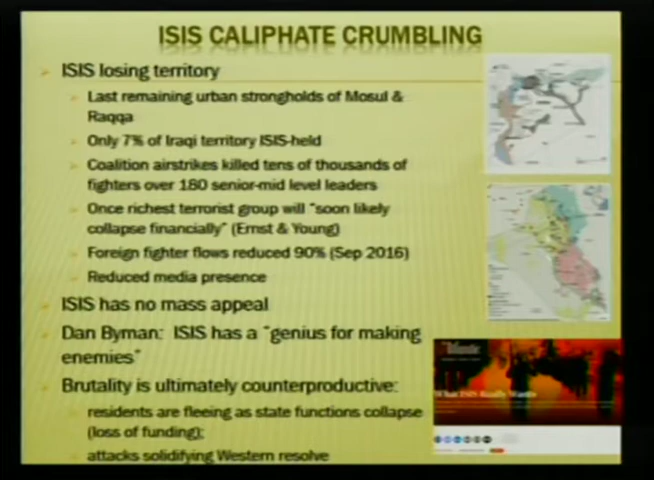 ISIS CALIPHATE CRUMBLING
ISIS losing territory
Last remaining urban strongholds of Mosul &
Raqqa
Only 7% of Iraqi territory ISIS-held
Coalition airstrikes killed tens of thousands of
fighters over 180 senior-mid level leaders
Once richest terrorist group will "soon likely
collapse financially" (Ernst & Young)
Foreign fighter flows reduced 90% (Sep 2016)
Reduced media presence
ISIS has no mass appeal
Dan Byman: ISIS has a "genius for making
enemies"
Brutality is ultimately counterproductive:
residents are fleeing as state functions collapse
(loss of funding);
attacks solidifying Western resolve
What ISIS Really Wants